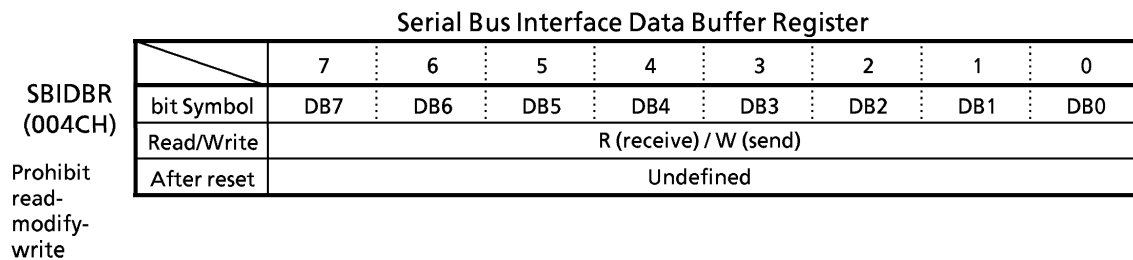 Serial Bus Interface Data Buffer Register
7 6 5 4 3 2 1 0
SBIDBR
(004CH)
bit Symbol DB7 DB6 DB5 DB4 DB3 DB2 DB1 DB0
Read/Write R (receive) / W (send)
After reset Undefined
Prohibit
read-
modify-
write